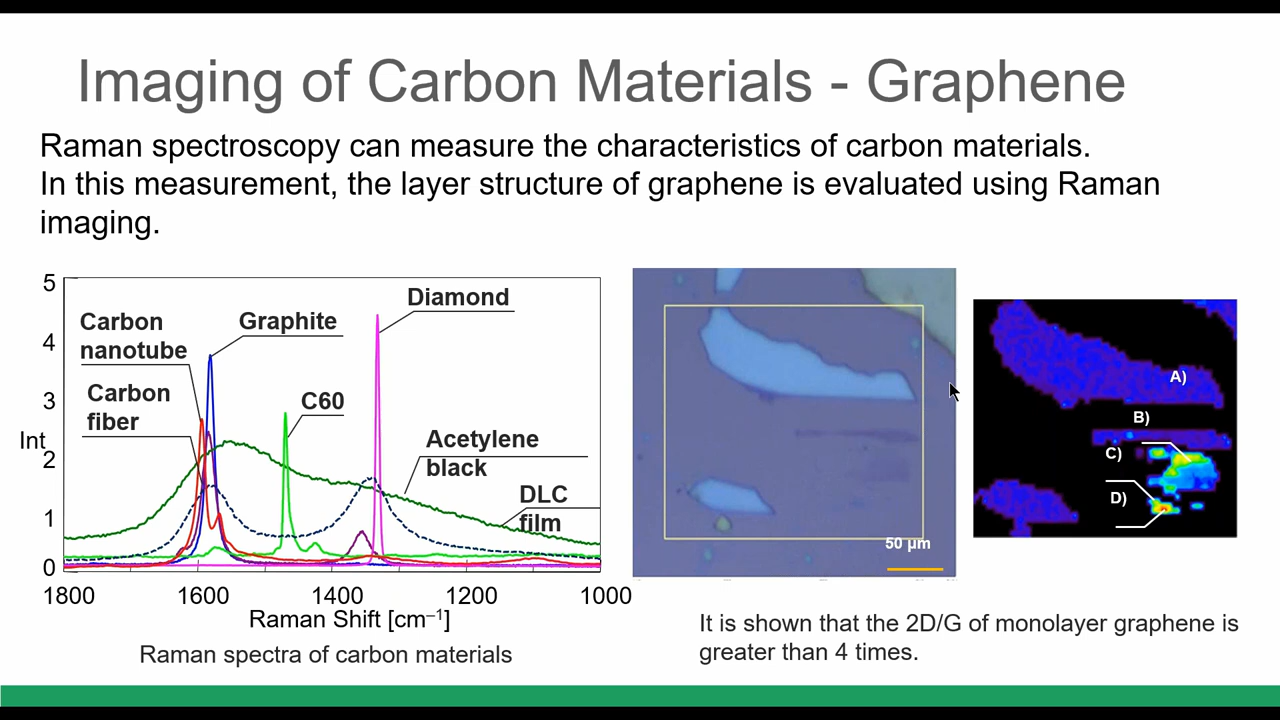 Imaging of Carbon Materials - Graphene
Raman spectroscopy can measure the characteristics of carbon materials.
In this measurement, the layer structure of graphene is evaluated using Raman
imaging.
5
4
3
2
1
0
Int
Carbon
nanotube
Carbon
fiber
Graphite
C60
Diamond
Acetylene
black
DLC
film
1800
1600
1400
1200
1000
Raman Shift [cm⁻¹]
Raman spectra of carbon materials
50 μm
A)
B)
C)
D)
It is shown that the 2D/G of monolayer graphene is
greater than 4 times.